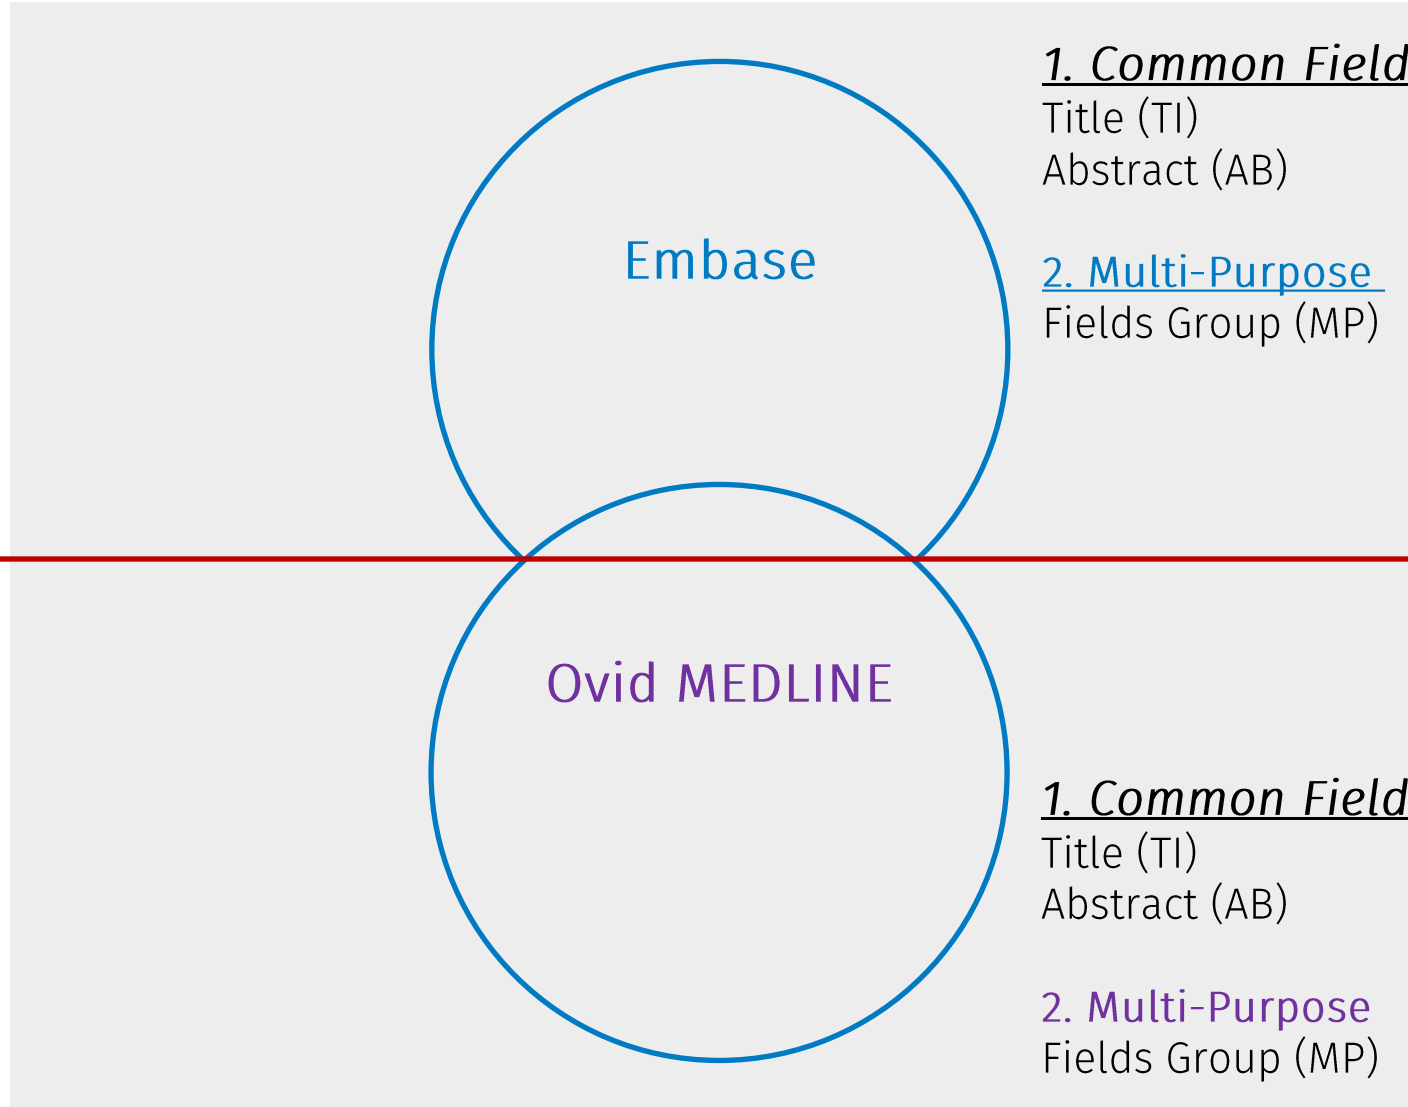 1. Common Field
Title (TI)
Abstract (AB)
Embase
2. Multi-Purpose
Fields Group (MP)
Ovid MEDLINE
1. Common Field
Title (TI)
Abstract (AB)
2. Multi-Purpose
Fields Group (MP)